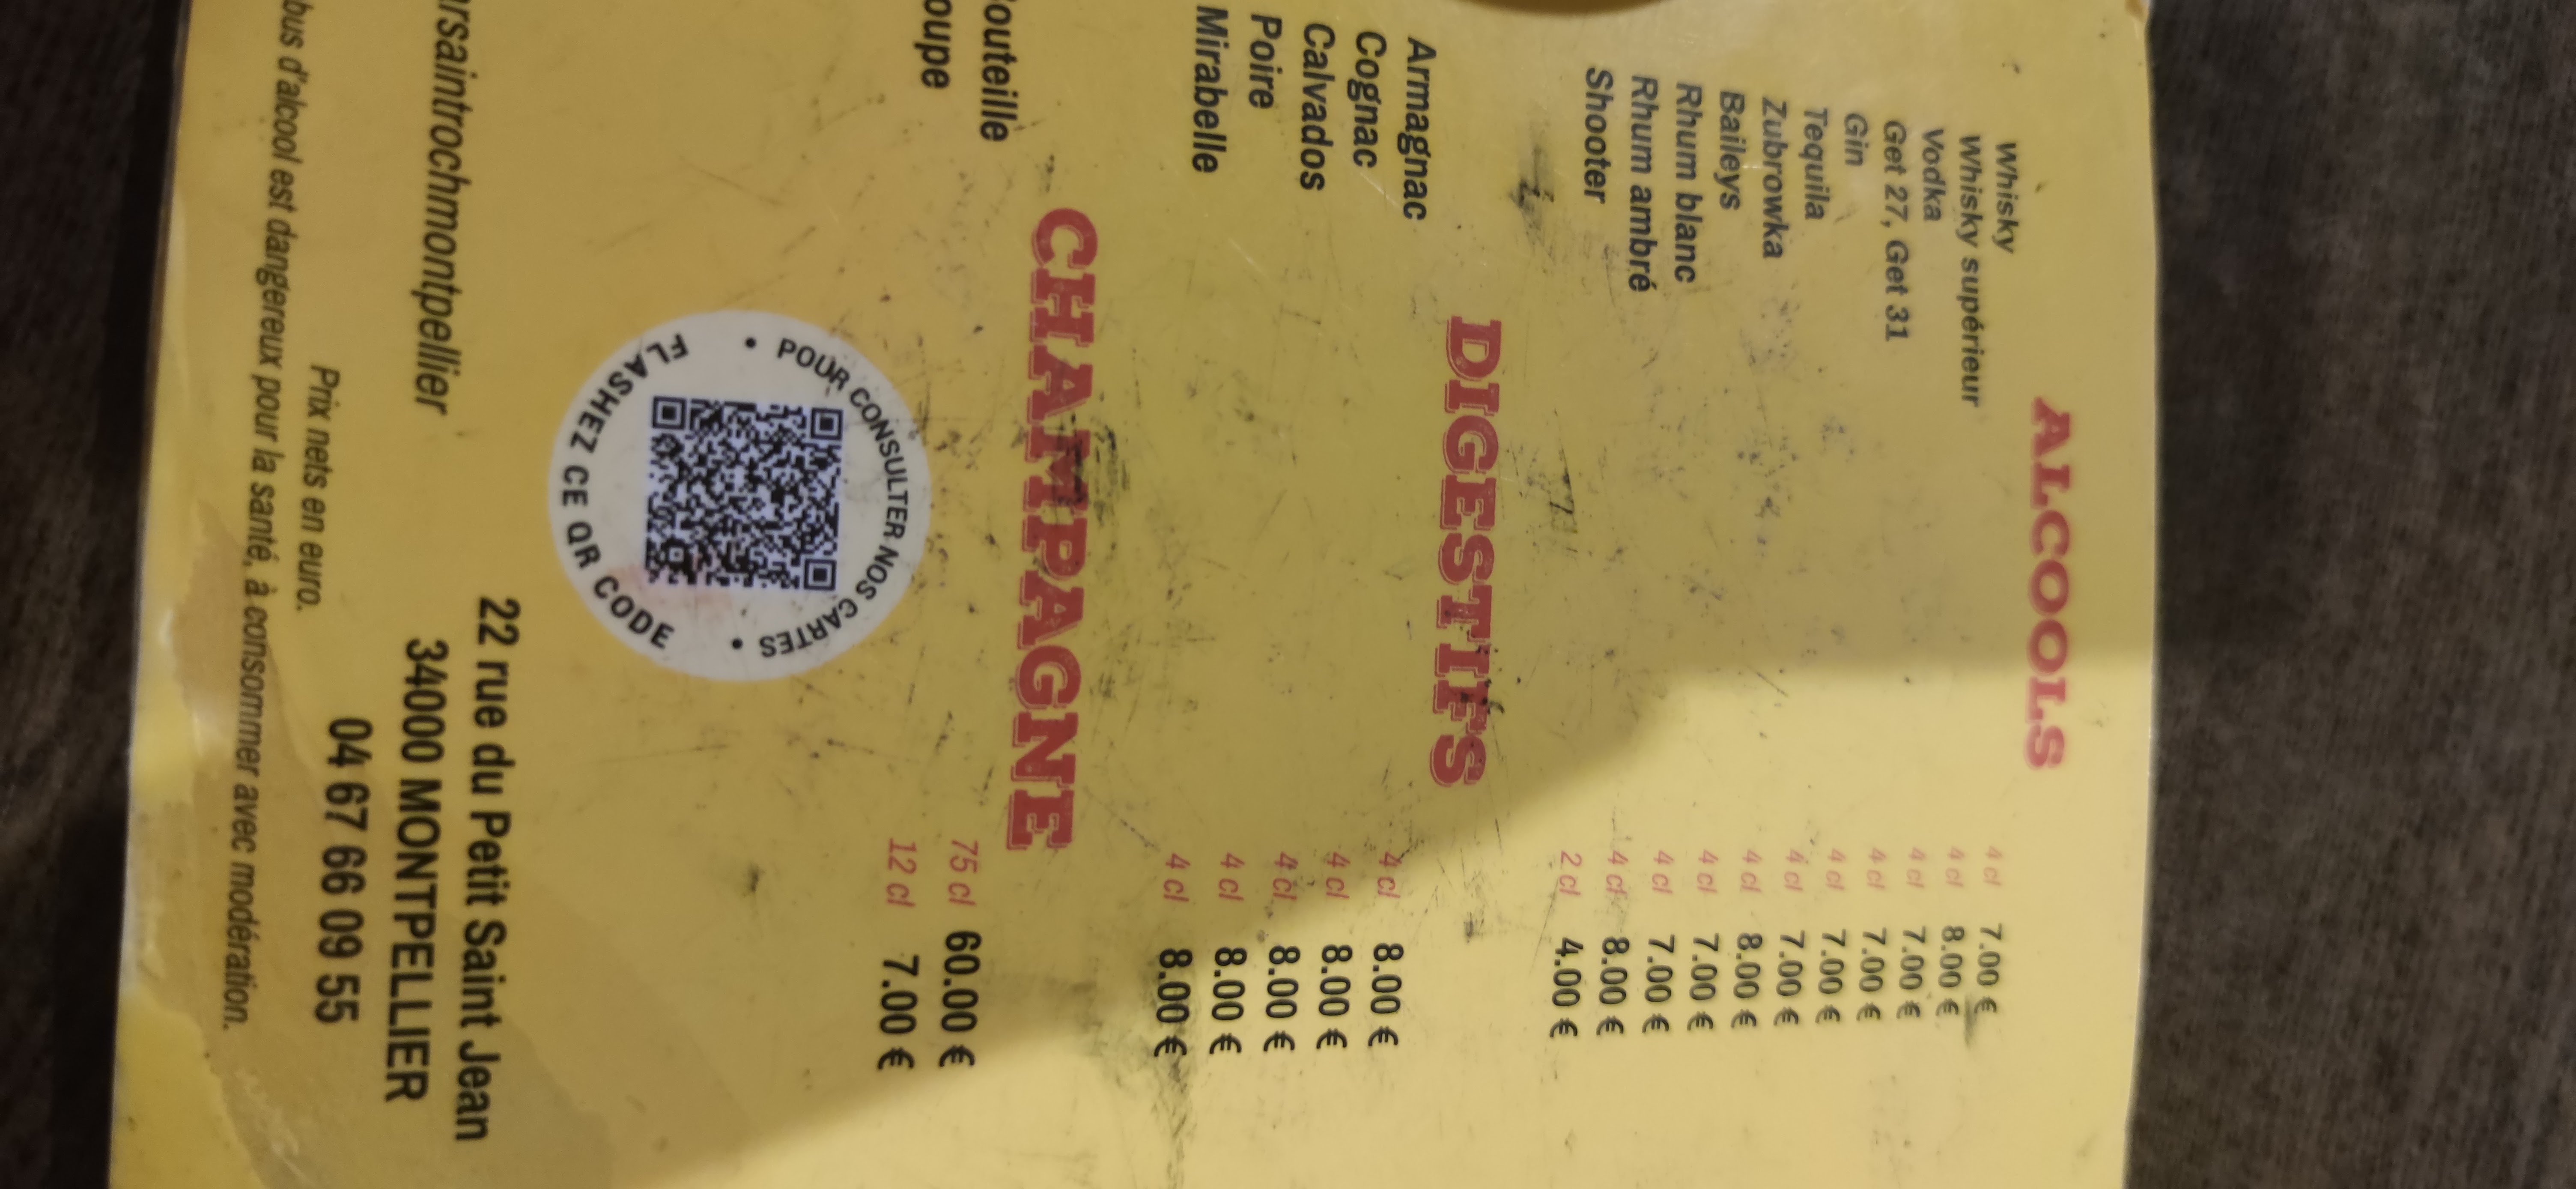 ALCOOLS
Whisky 4 cl 7.00 €
Whisky supérieur 4 cl 8.00 €
Vodka 4 cl 7.00 €
Get 27, Get 31 4 cl 7.00 €
Gin 4 cl 7.00 €
Tequila 4 cl 7.00 €
Zubrowka 4 cl 8.00 €
Baileys 4 cl 7.00 €
Rhum blanc 4 cl 7.00 €
Rhum ambré 4 cl 8.00 €
Shooter 2 cl 4.00 €
DIGESTIFS
Armagnac 4 cl 8.00 €
Cognac 4 cl 8.00 €
Calvados 4 cl 8.00 €
Poire 4 cl 8.00 €
Mirabelle 4 cl 8.00 €
CHAMPAGNE
outeille 75 cl 60.00 €
oupe 12 cl 7.00 €
• POUR CONSULTER NOS CARTES •
FLASHEZ CE QR CODE
22 rue du Petit Saint Jean
rsaintrochmontpellier 34000 MONTPELLIER
04 67 66 09 55
Prix nets en euro.
bus d'alcool est dangereux pour la santé, à consommer avec modération.